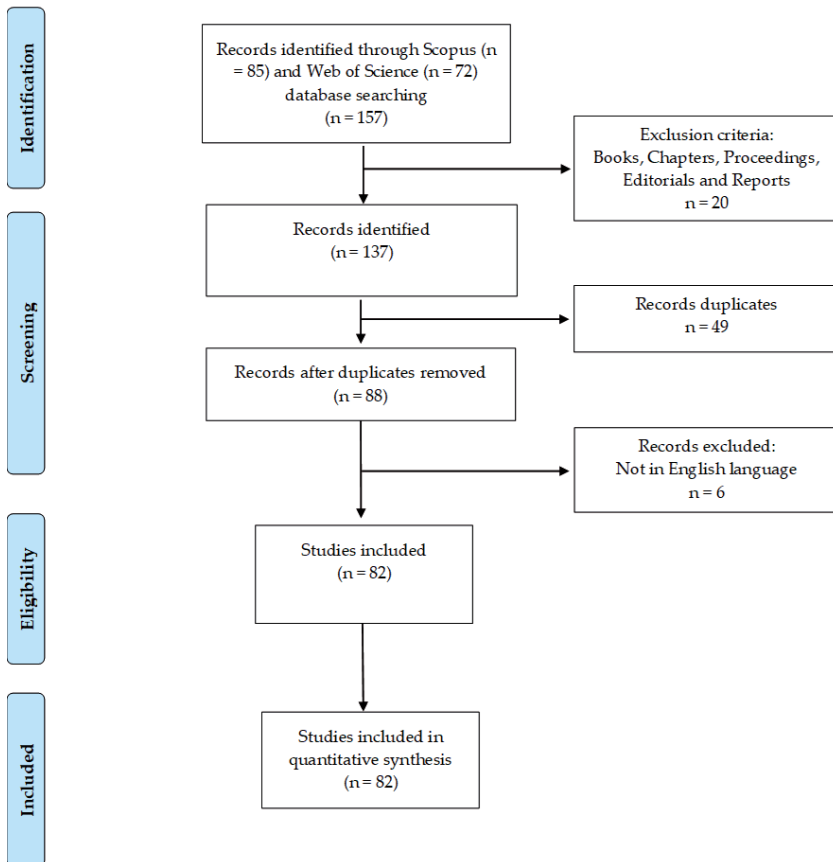 Identification
Records identified through Scopus (n
= 85) and Web of Science (n = 72)
database searching
(n = 157)
Exclusion criteria:
Books, Chapters, Proceedings,
Editorials and Reports
n = 20
Screening
Records identified
(n = 137)
Records duplicates
n = 49
Records after duplicates removed
(n = 88)
Records excluded:
Not in English language
n = 6
Eligibility
Studies included
(n = 82)
Included
Studies included in
quantitative synthesis
(n = 82)